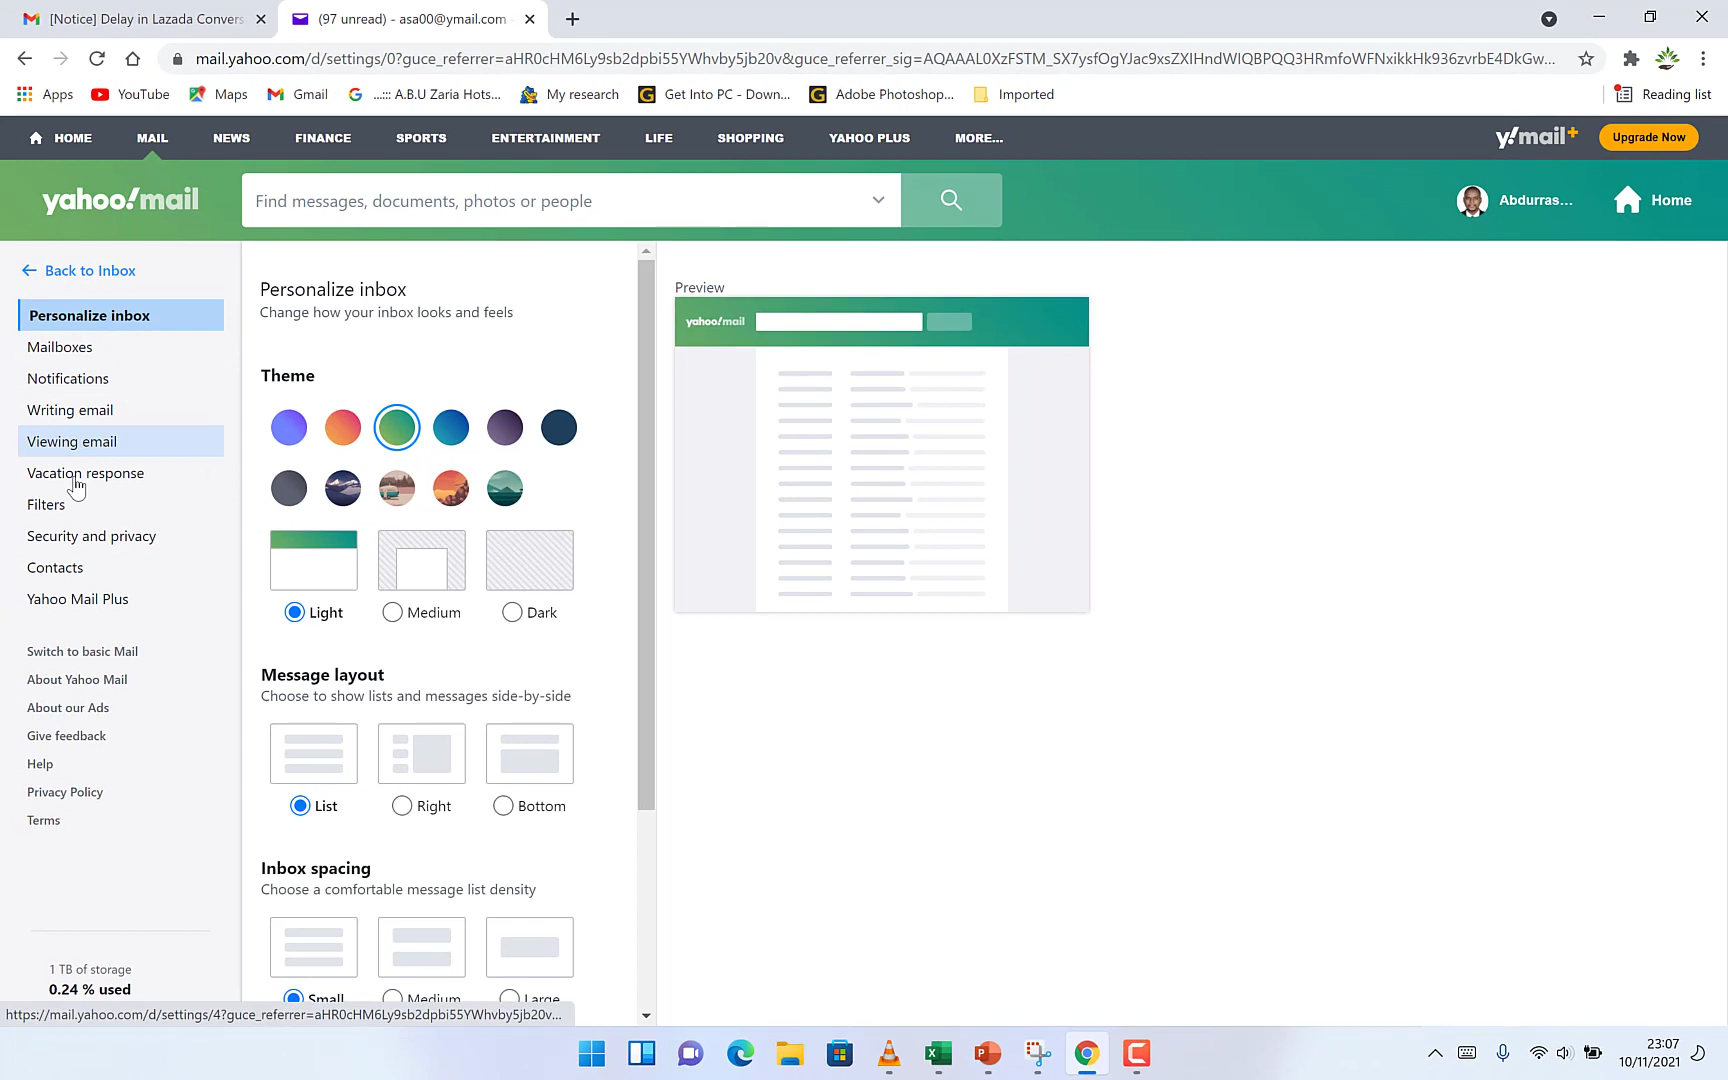 [Notice] Delay in Lazada Convers
(97 unread) - asa00@ymail.com
mail.yahoo.com/d/settings/0?guce_referrer=aHR0cHM6Ly9sb2dpbi55YWhvby5jb20v&guce_referrer_sig=AQAAAL0XzFSTM_SX7ysfOgYJac9xsZXIHndWIQBPQQ3HRmfoWFNxikkHk936zvrbE4DkGw...
Apps
YouTube
Maps
Gmail
...:: A.B.U Zaria Hots...
My research
Get Into PC - Down...
Adobe Photoshop...
Imported
Reading list
HOME
MAIL
NEWS
FINANCE
SPORTS
ENTERTAINMENT
LIFE
SHOPPING
YAHOO PLUS
MORE...
y!mail+
Upgrade Now
yahoo!mail
Find messages, documents, photos or people
Abdurras...
Home
Back to Inbox
Personalize inbox
Mailboxes
Notifications
Writing email
Viewing email
Vacation response
Filters
Security and privacy
Contacts
Yahoo Mail Plus
Switch to basic Mail
About Yahoo Mail
About our Ads
Give feedback
Help
Privacy Policy
Terms
1 TB of storage
0.24 % used
Personalize inbox
Change how your inbox looks and feels
Theme
Light
Medium
Dark
Message layout
Choose to show lists and messages side-by-side
List
Right
Bottom
Inbox spacing
Choose a comfortable message list density
Small
Medium
Large
Preview
yahoo!mail
https://mail.yahoo.com/d/settings/4?guce_referrer=aHR0cHM6Ly9sb2dpbi55YWhvby5jb20v...
23:07
10/11/2021